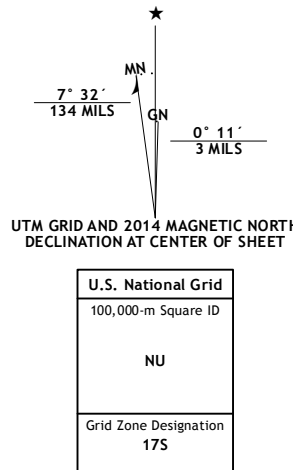 ★
MN
GN
7° 32´
134 MILS
0° 11´
3 MILS
UTM GRID AND 2014 MAGNETIC NORTH
DECLINATION AT CENTER OF SHEET
U.S. National Grid
100,000-m Square ID
NU
Grid Zone Designation
17S